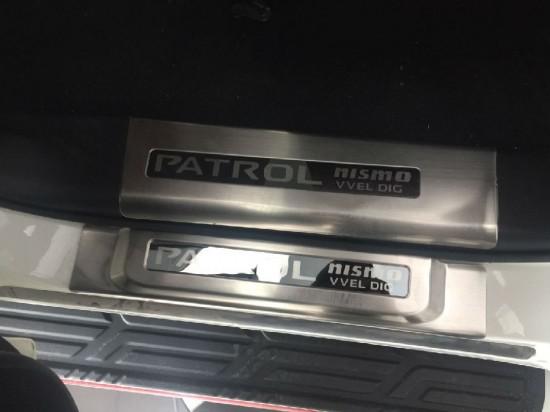 PATROL nismo
VVEL DIG
PATROL nismo
VVEL DIG